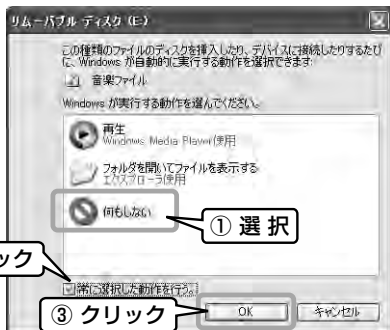 リムーバブル ディスク (E:)
この種類のファイルのディスクを挿入したり、デバイスに接続したりするたび
に、Windows が自動的に実行する動作を選択できます:
音楽ファイル
Windows が実行する動作を選んでください。
再生
Windows Media Player 使用
フォルダを開いてファイルを表示する
エクスプローラ使用
何もしない
① 選 択
ック
常に選択した動作を行う。
③ クリック
OK
キャンセル